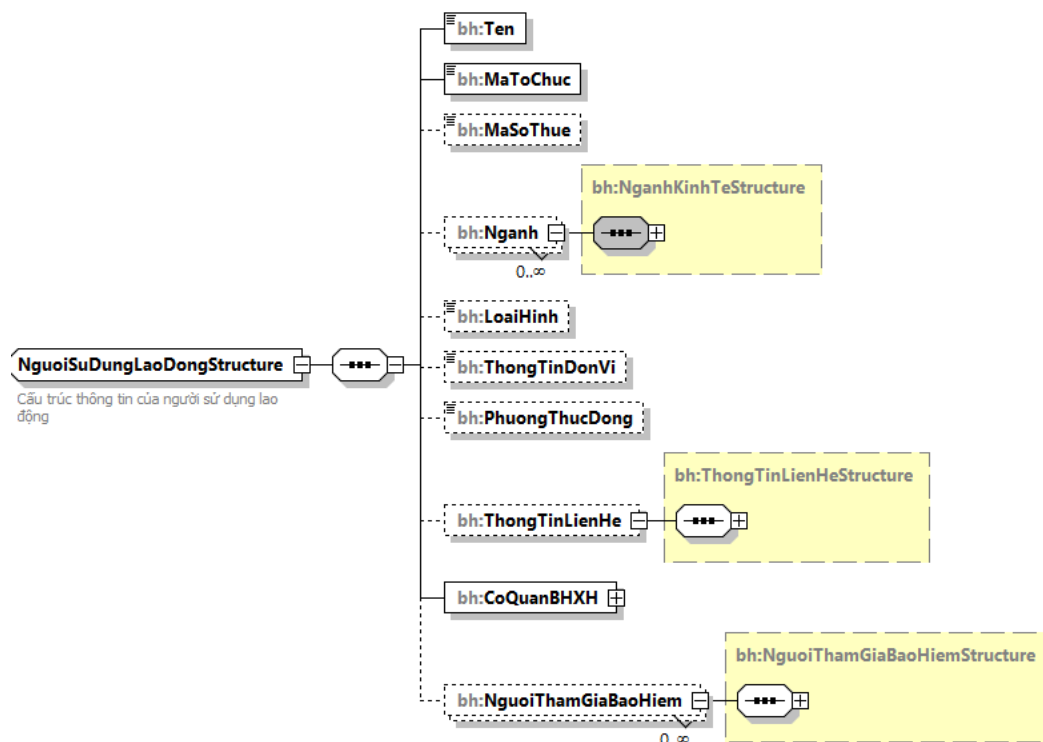 bh:Ten
bh:MaToChuc
bh:MaSoThue
bh:NganhKinhTeStructure
bh:Nganh
0..∞
bh:LoaiHinh
NguoiSuDungLaoDongStructure
Cấu trúc thông tin của người sử dụng lao
động
bh:ThongTinDonVi
bh:PhuongThucDong
bh:ThongTinLienHeStructure
bh:ThongTinLienHe
bh:CoQuanBHXH
bh:NguoiThamGiaBaoHiemStructure
bh:NguoiThamGiaBaoHiem
0..∞